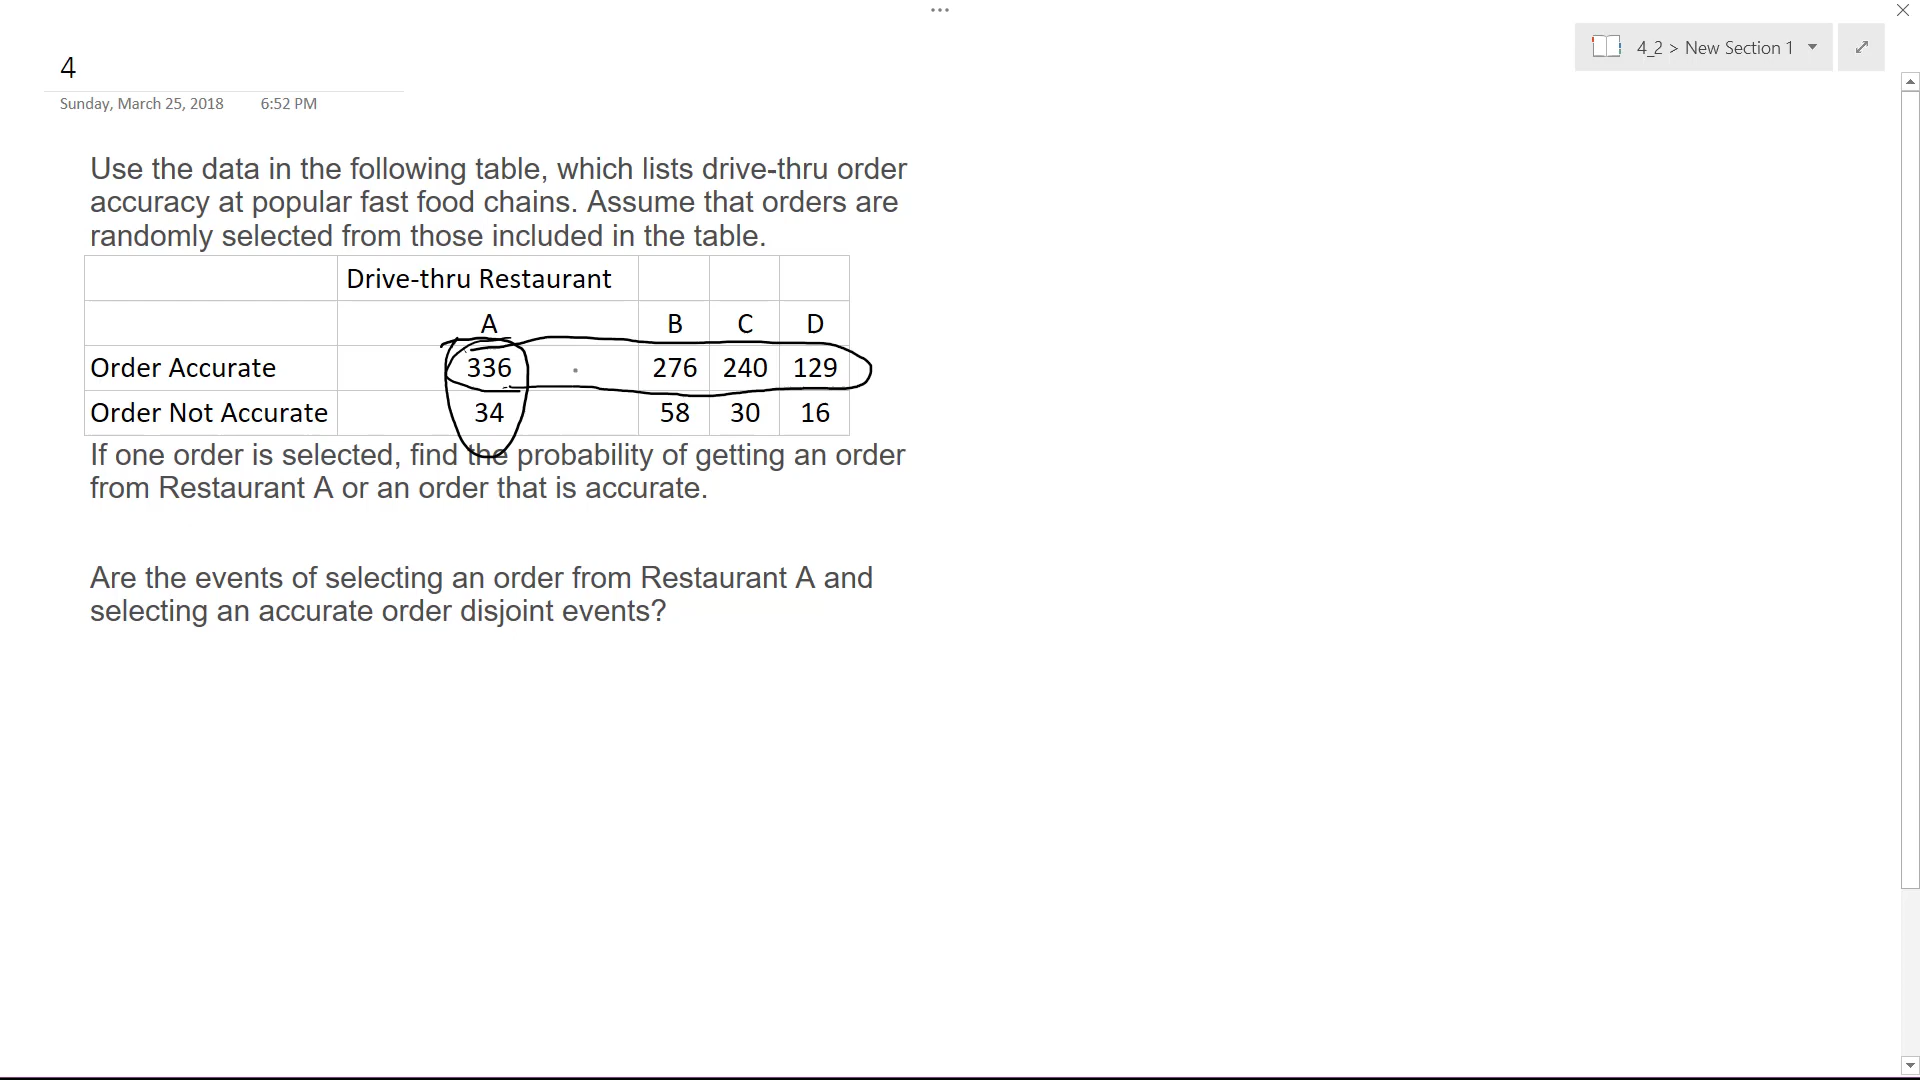 4_2 > New Section 1
4
Sunday, March 25, 2018 6:52 PM
Use the data in the following table, which lists drive-thru order
accuracy at popular fast food chains. Assume that orders are
randomly selected from those included in the table.
Drive-thru Restaurant
A B C D
Order Accurate 336 276 240 129
Order Not Accurate 34 58 30 16
If one order is selected, find the probability of getting an order
from Restaurant A or an order that is accurate.
Are the events of selecting an order from Restaurant A and
selecting an accurate order disjoint events?